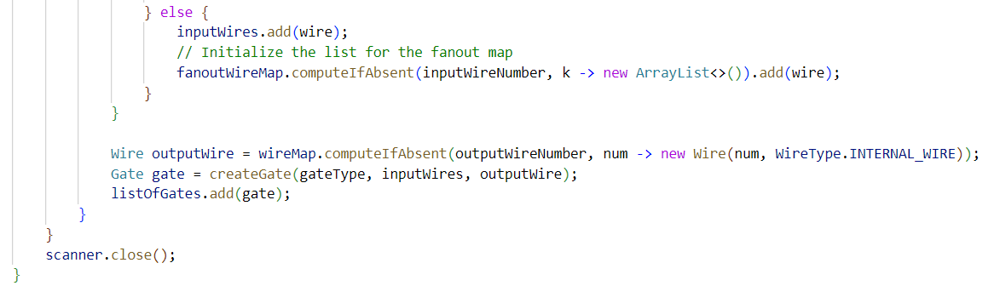 } else {
inputWires.add(wire);
// Initialize the list for the fanout map
fanoutWireMap.computeIfAbsent(inputWireNumber, k -> new ArrayList<>()).add(wire);
}
}
Wire outputWire = wireMap.computeIfAbsent(outputWireNumber, num -> new Wire(num, WireType.INTERNAL_WIRE));
Gate gate = createGate(gateType, inputWires, outputWire);
listOfGates.add(gate);
}
}
scanner.close();
}